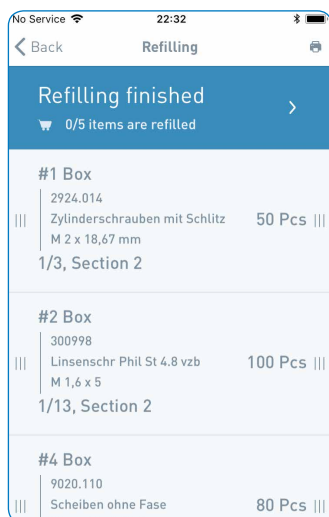 No Service 22:32
Back Refilling
Refilling finished
0/5 items are refilled
#1 Box
2924.014
Zylinderschrauben mit Schlitz 50 Pcs
M 2 x 18,67 mm
1/3, Section 2
#2 Box
300998
Linsenschr Phil St 4.8 vzb 100 Pcs
M 1,6 x 5
1/13, Section 2
#4 Box
9020.110
Scheiben ohne Fase 80 Pcs